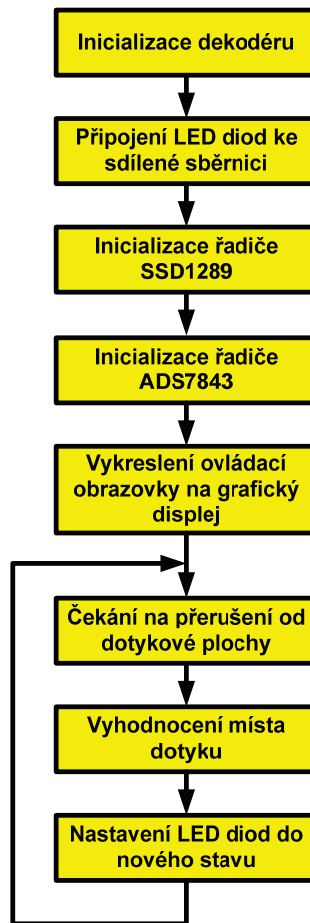 Inicializace dekodéru
Připojení LED diod ke
sdílené sběrnici
Inicializace řadiče
SSD1289
Inicializace řadiče
ADS7843
Vykreslení ovládací
obrazovky na grafický
displej
Čekání na přerušení od
dotykové plochy
Vyhodnocení místa
dotyku
Nastavení LED diod do
nového stavu